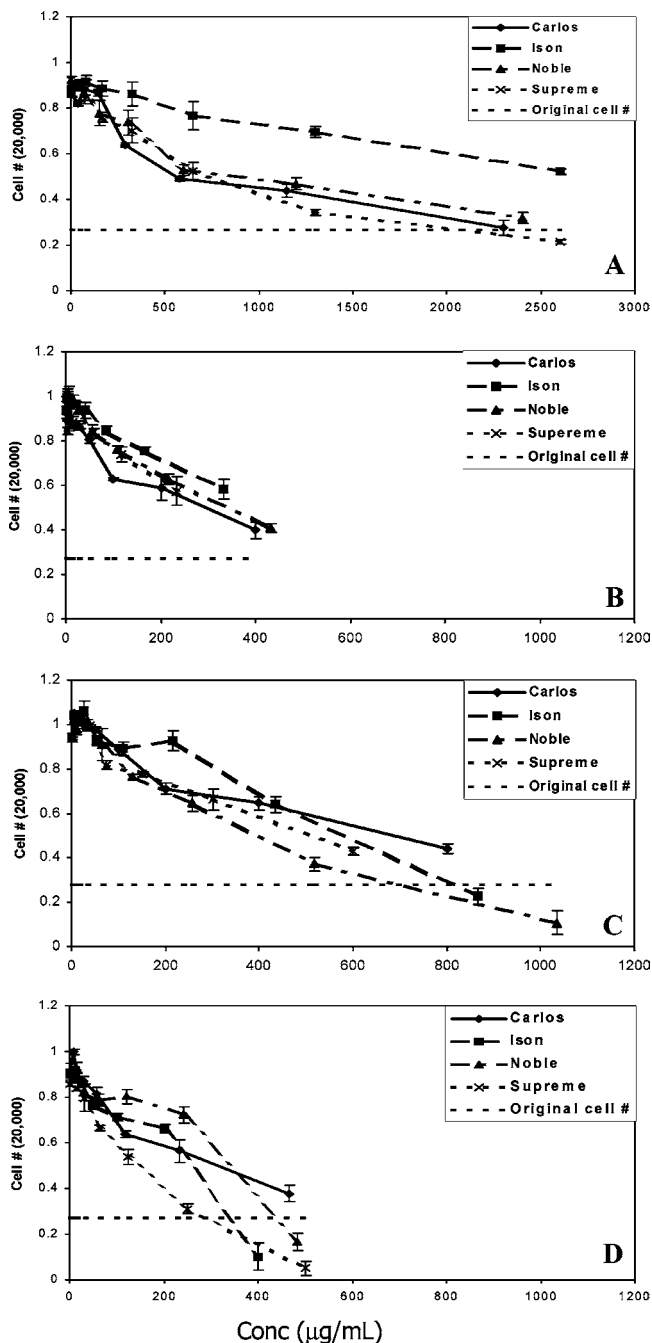 1.2
1
0.8
0.6
0.4
0.2
0
Cell # (20,000)
0 500 1000 1500 2000 2500 3000
Carlos
Ison
Noble
Supreme
Original cell #
A
1.2
1
0.8
0.6
0.4
0.2
0
Cell # (20,000)
0 200 400 600 800 1000 1200
Carlos
Ison
Noble
Supereme
Original cell #
B
1.2
1
0.8
0.6
0.4
0.2
0
Cell # (20,000)
0 200 400 600 800 1000 1200
Carlos
Ison
Noble
Supreme
Original cell #
C
1.2
1
0.8
0.6
0.4
0.2
0
Cell # (20,000)
0 200 400 600 800 1000 1200
Carlos
Ison
Noble
Supreme
Original cell #
D
Conc (µg/mL)